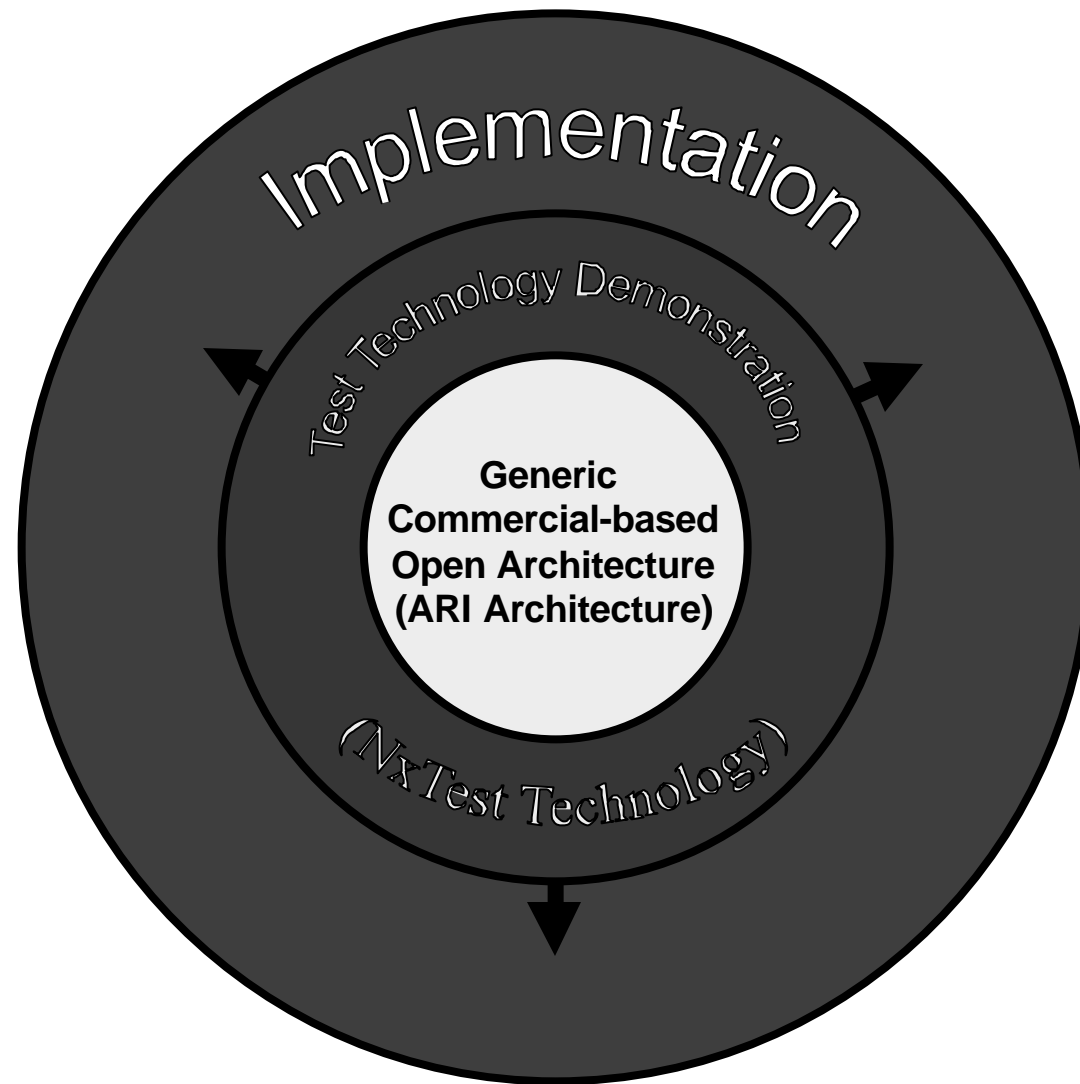 Implementation
Test Technology Demonstration
Generic
Commercial-based
Open Architecture
(ARI Architecture)
(NxTest Technology)